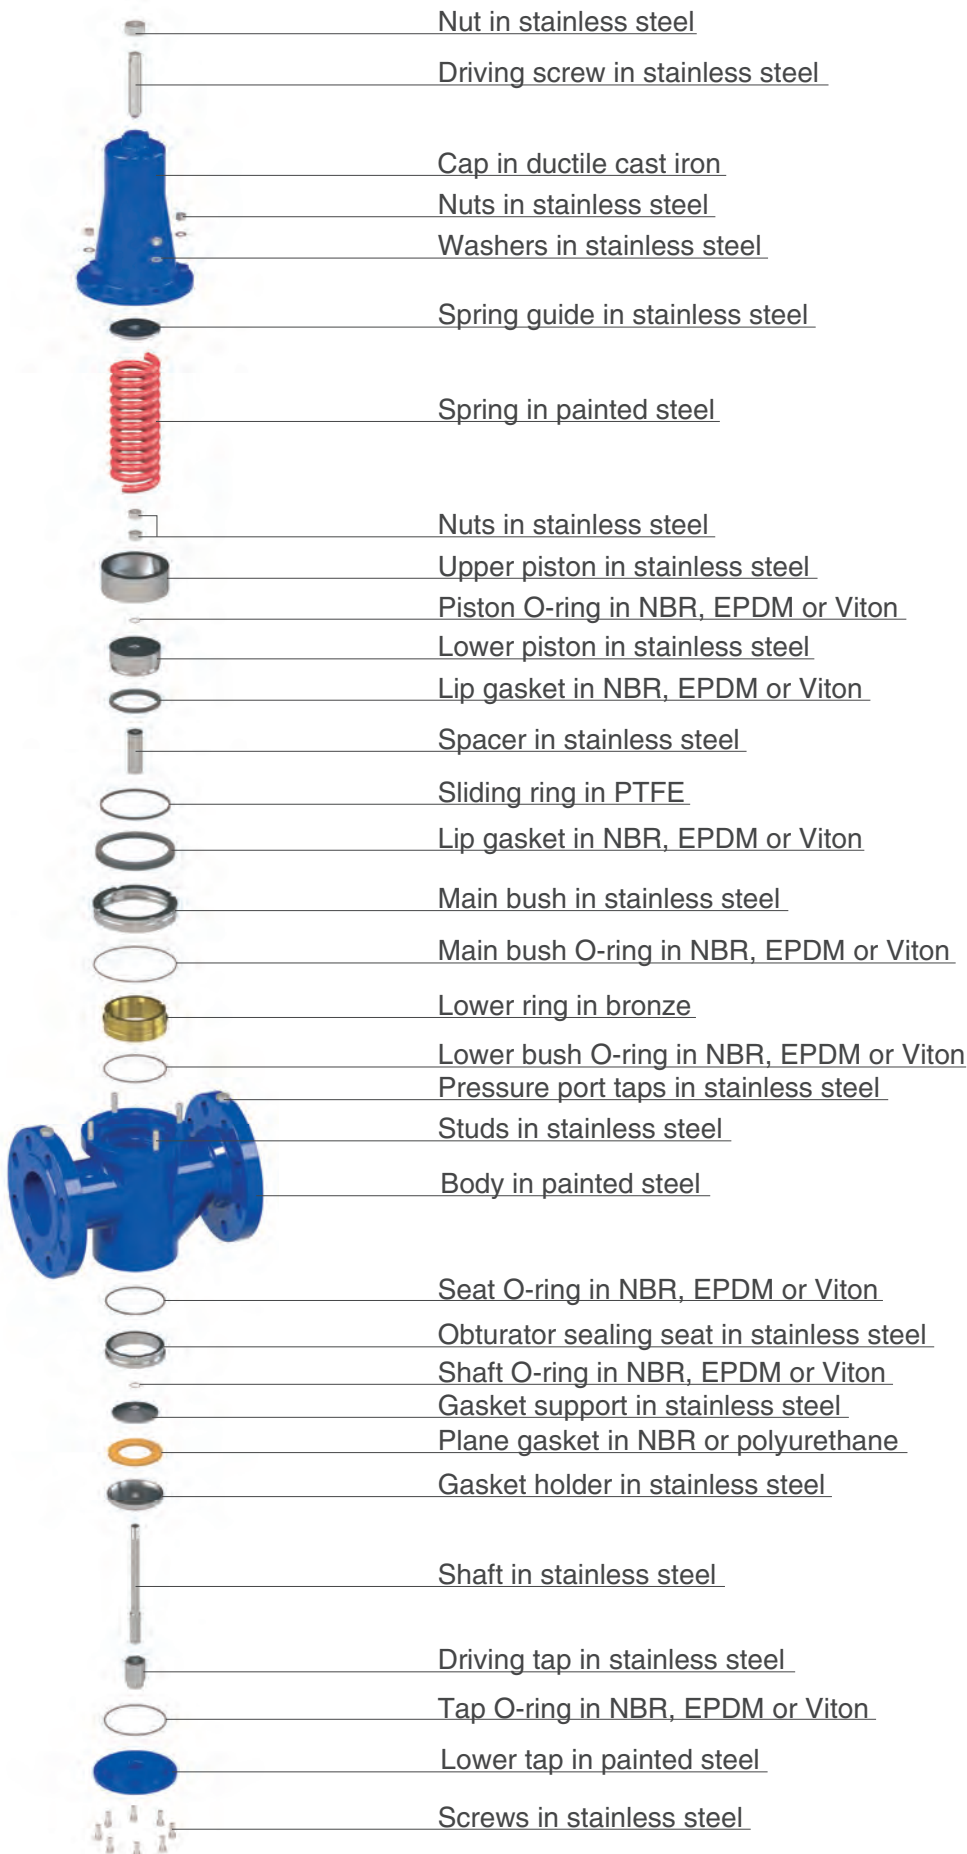 Nut in stainless steel
Driving screw in stainless steel
Cap in ductile cast iron
Nuts in stainless steel
Washers in stainless steel
Spring guide in stainless steel
Spring in painted steel
Nuts in stainless steel
Upper piston in stainless steel
Piston O-ring in NBR, EPDM or Viton
Lower piston in stainless steel
Lip gasket in NBR, EPDM or Viton
Spacer in stainless steel
Sliding ring in PTFE
Lip gasket in NBR, EPDM or Viton
Main bush in stainless steel
Main bush O-ring in NBR, EPDM or Viton
Lower ring in bronze
Lower bush O-ring in NBR, EPDM or Viton
Pressure port taps in stainless steel
Studs in stainless steel
Body in painted steel
Seat O-ring in NBR, EPDM or Viton
Obturator sealing seat in stainless steel
Shaft O-ring in NBR, EPDM or Viton
Gasket support in stainless steel
Plane gasket in NBR or polyurethane
Gasket holder in stainless steel
Shaft in stainless steel
Driving tap in stainless steel
Tap O-ring in NBR, EPDM or Viton
Lower tap in painted steel
Screws in stainless steel